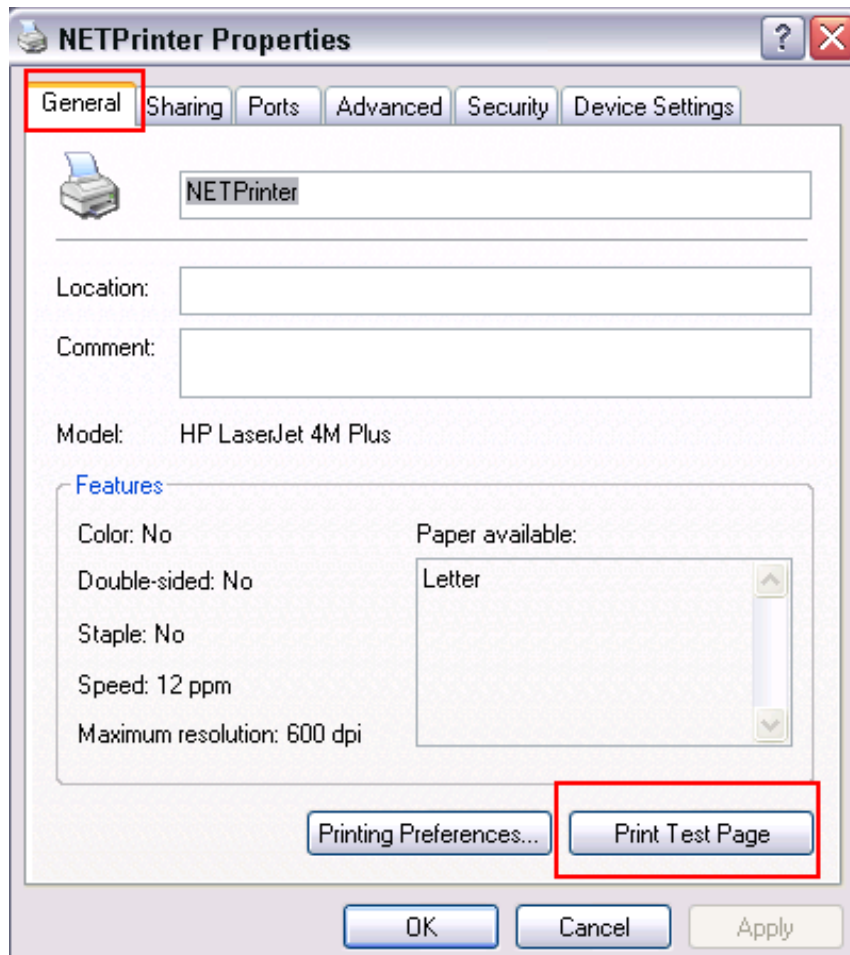 NETPrinter Properties
General Sharing Ports Advanced Security Device Settings
NETPrinter
Location:
Comment:
Model: HP LaserJet 4M Plus
Features
Color: No
Paper available:
Double-sided: No
Letter
Staple: No
Speed: 12 ppm
Maximum resolution: 600 dpi
Printing Preferences... Print Test Page
OK Cancel Apply